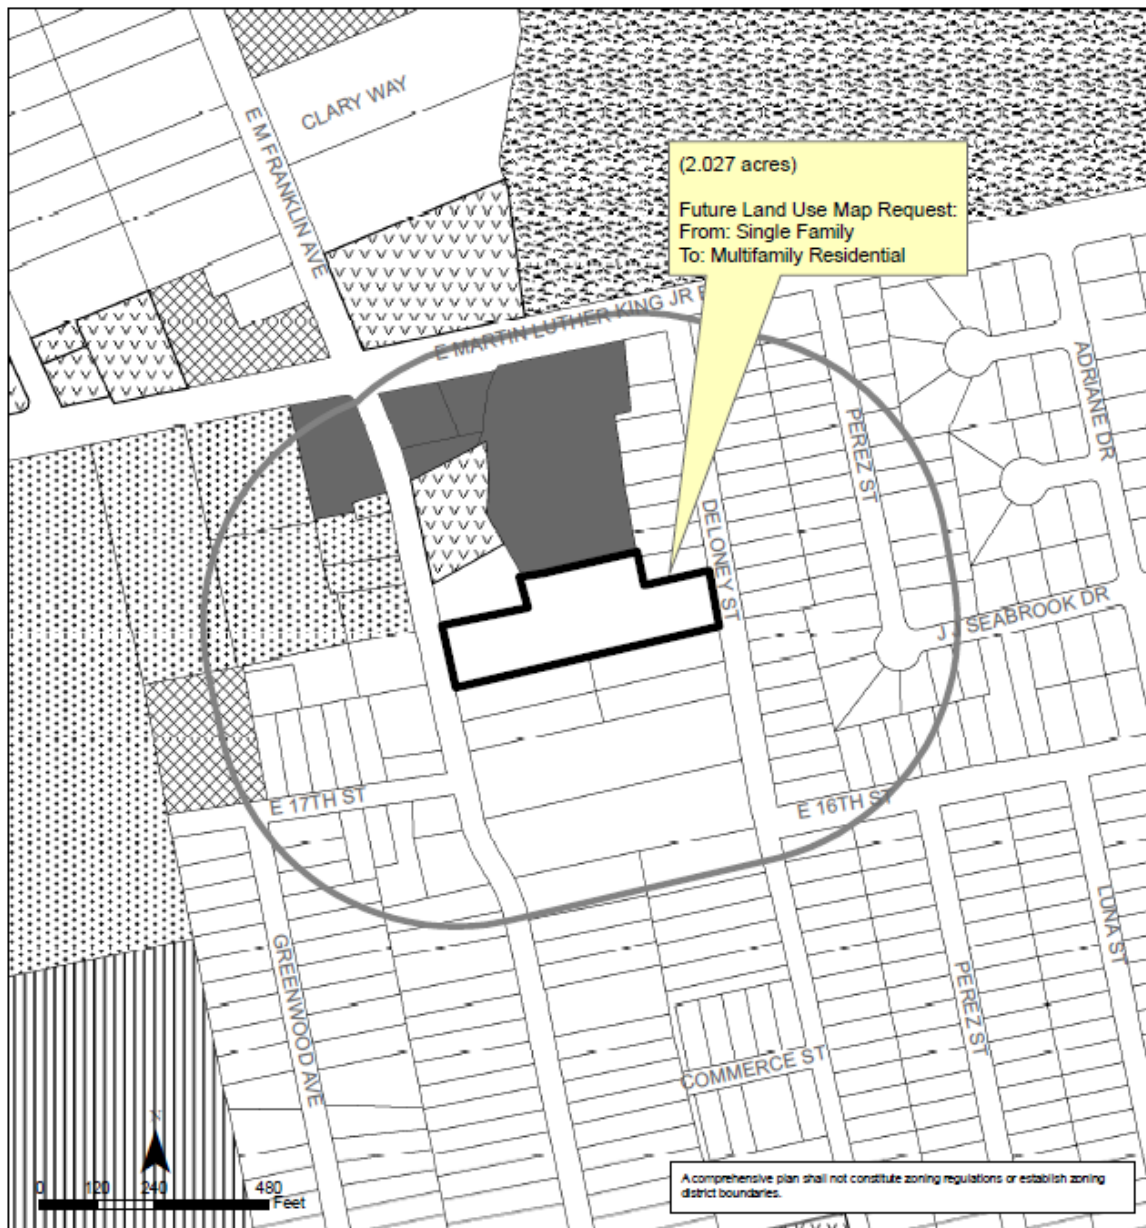 CLARY WAY
E M FRANKLIN AVE
(2.027 acres)
Future Land Use Map Request:
From: Single Family
To: Multifamily Residential
E MARTIN LUTHER KING JR B
ADRIANE DR
PEREZ ST
DELONEY ST
J J SEABROOK DR
E 17TH ST
E 16TH ST
LUNA ST
GREENWOOD AVE
PEREZ ST
COMMERCE ST
N
0 120 240 480
Feet
A comprehensive plan shall not constitute zoning regulations or establish zoning
district boundaries.